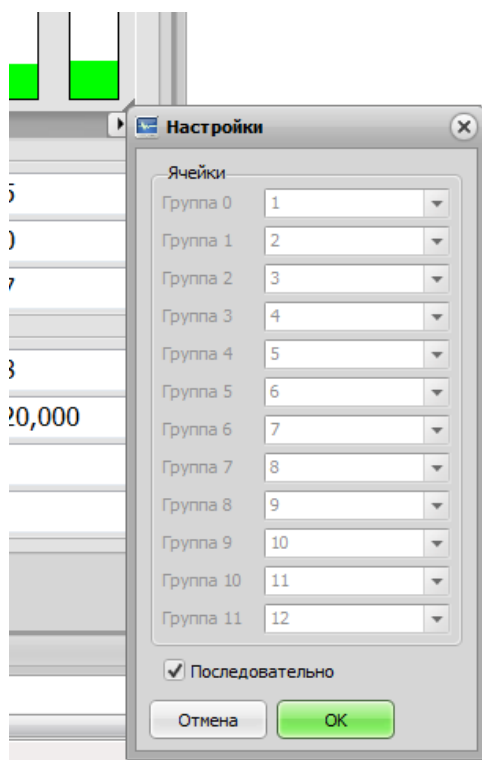 Настройки
Ячейки
Группа 0 1
Группа 1 2
Группа 2 3
Группа 3 4
Группа 4 5
Группа 5 6
Группа 6 7
Группа 7 8
Группа 8 9
Группа 9 10
Группа 10 11
Группа 11 12
Последовательно
Отмена OK
7
20,000